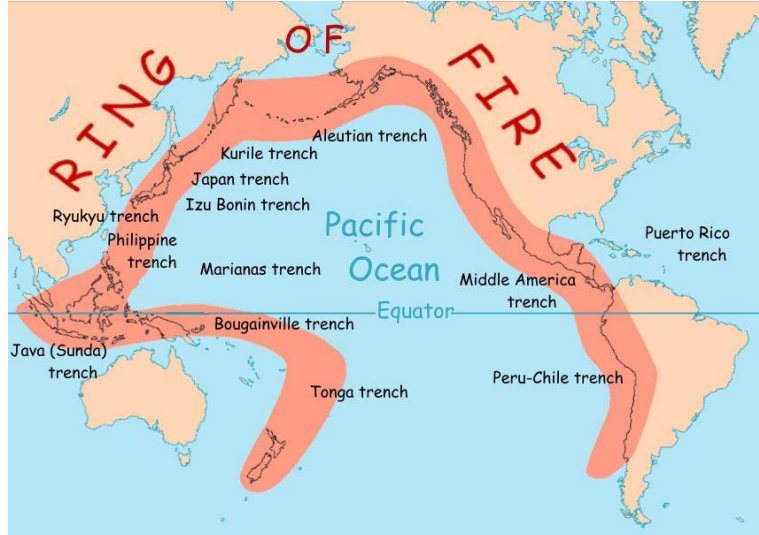 RING OF FIRE
Aleutian trench
Kurile trench
Japan trench
Izu Bonin trench
Ryukyu trench
Philippine
trench
Marianas trench
Pacific
Ocean
Puerto Rico
trench
Middle America
trench
Equator
Bougainville trench
Java (Sunda)
trench
Tonga trench
Peru-Chile trench